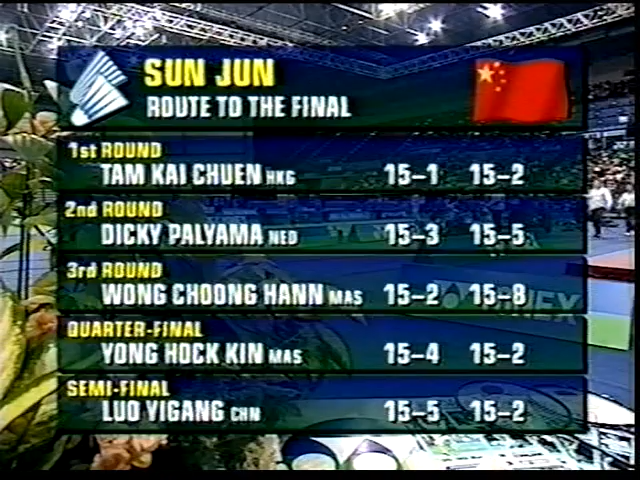 SUN JUN
ROUTE TO THE FINAL
1st ROUND
TAM KAI CHUEN HKG 15-1 15-2
2nd ROUND
DICKY PALYAMA NED 15-3 15-5
3rd ROUND
WONG CHOONG HANN MAS 15-2 15-8
QUARTER-FINAL
YONG HOCK KIN MAS 15-4 15-2
SEMI-FINAL
LUO YIGANG CHN 15-5 15-2